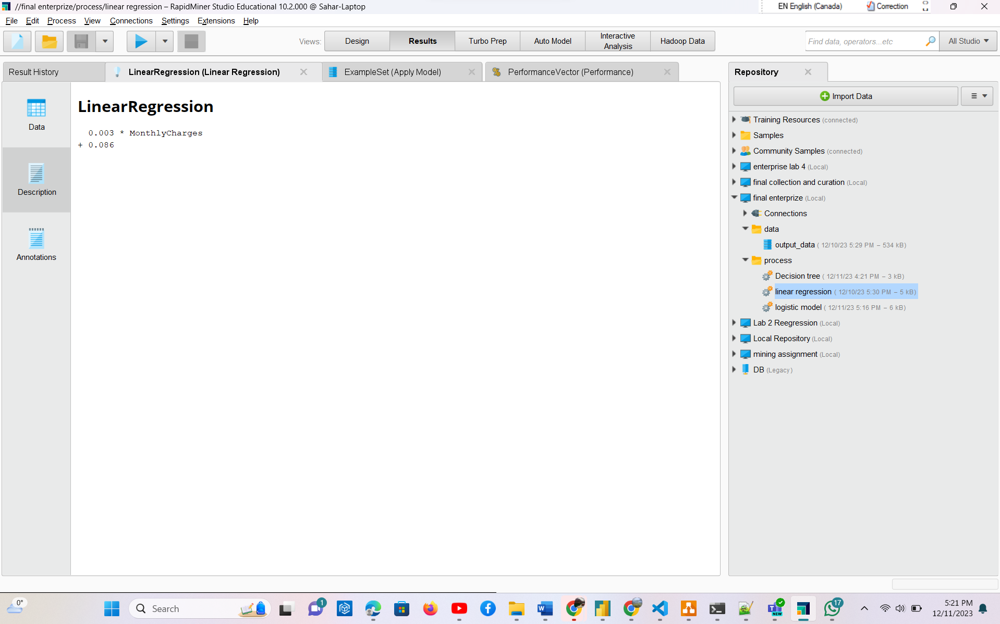 //final enterprize/process/linear regression – RapidMiner Studio Educational 10.2.000 @ Sahar-Laptop
EN English (Canada) Correction
File Edit Process View Connections Settings Extensions Help
Views: Design Results Turbo Prep Auto Model Interactive Analysis Hadoop Data
Find data, operators...etc All Studio
Result History LinearRegression (Linear Regression) ExampleSet (Apply Model) PerformanceVector (Performance)
Data
Description
Annotations
LinearRegression
0.003 * MonthlyCharges
+ 0.086
Repository
Import Data
Training Resources (connected)
Samples
Community Samples (connected)
enterprise lab 4 (Local)
final collection and curation (Local)
final enterprize (Local)
Connections
data
output_data ( 12/10/23 5:29 PM – 534 kB)
process
Decision tree ( 12/11/23 4:21 PM – 3 kB)
linear regression ( 12/10/23 5:30 PM – 5 kB)
logistic model ( 12/11/23 5:16 PM – 6 kB)
Lab 2 Reegression (Local)
Local Repository (Local)
mining assignment (Local)
DB (Legacy)
0°
Search
1
NEW
17
5:21 PM
12/11/2023